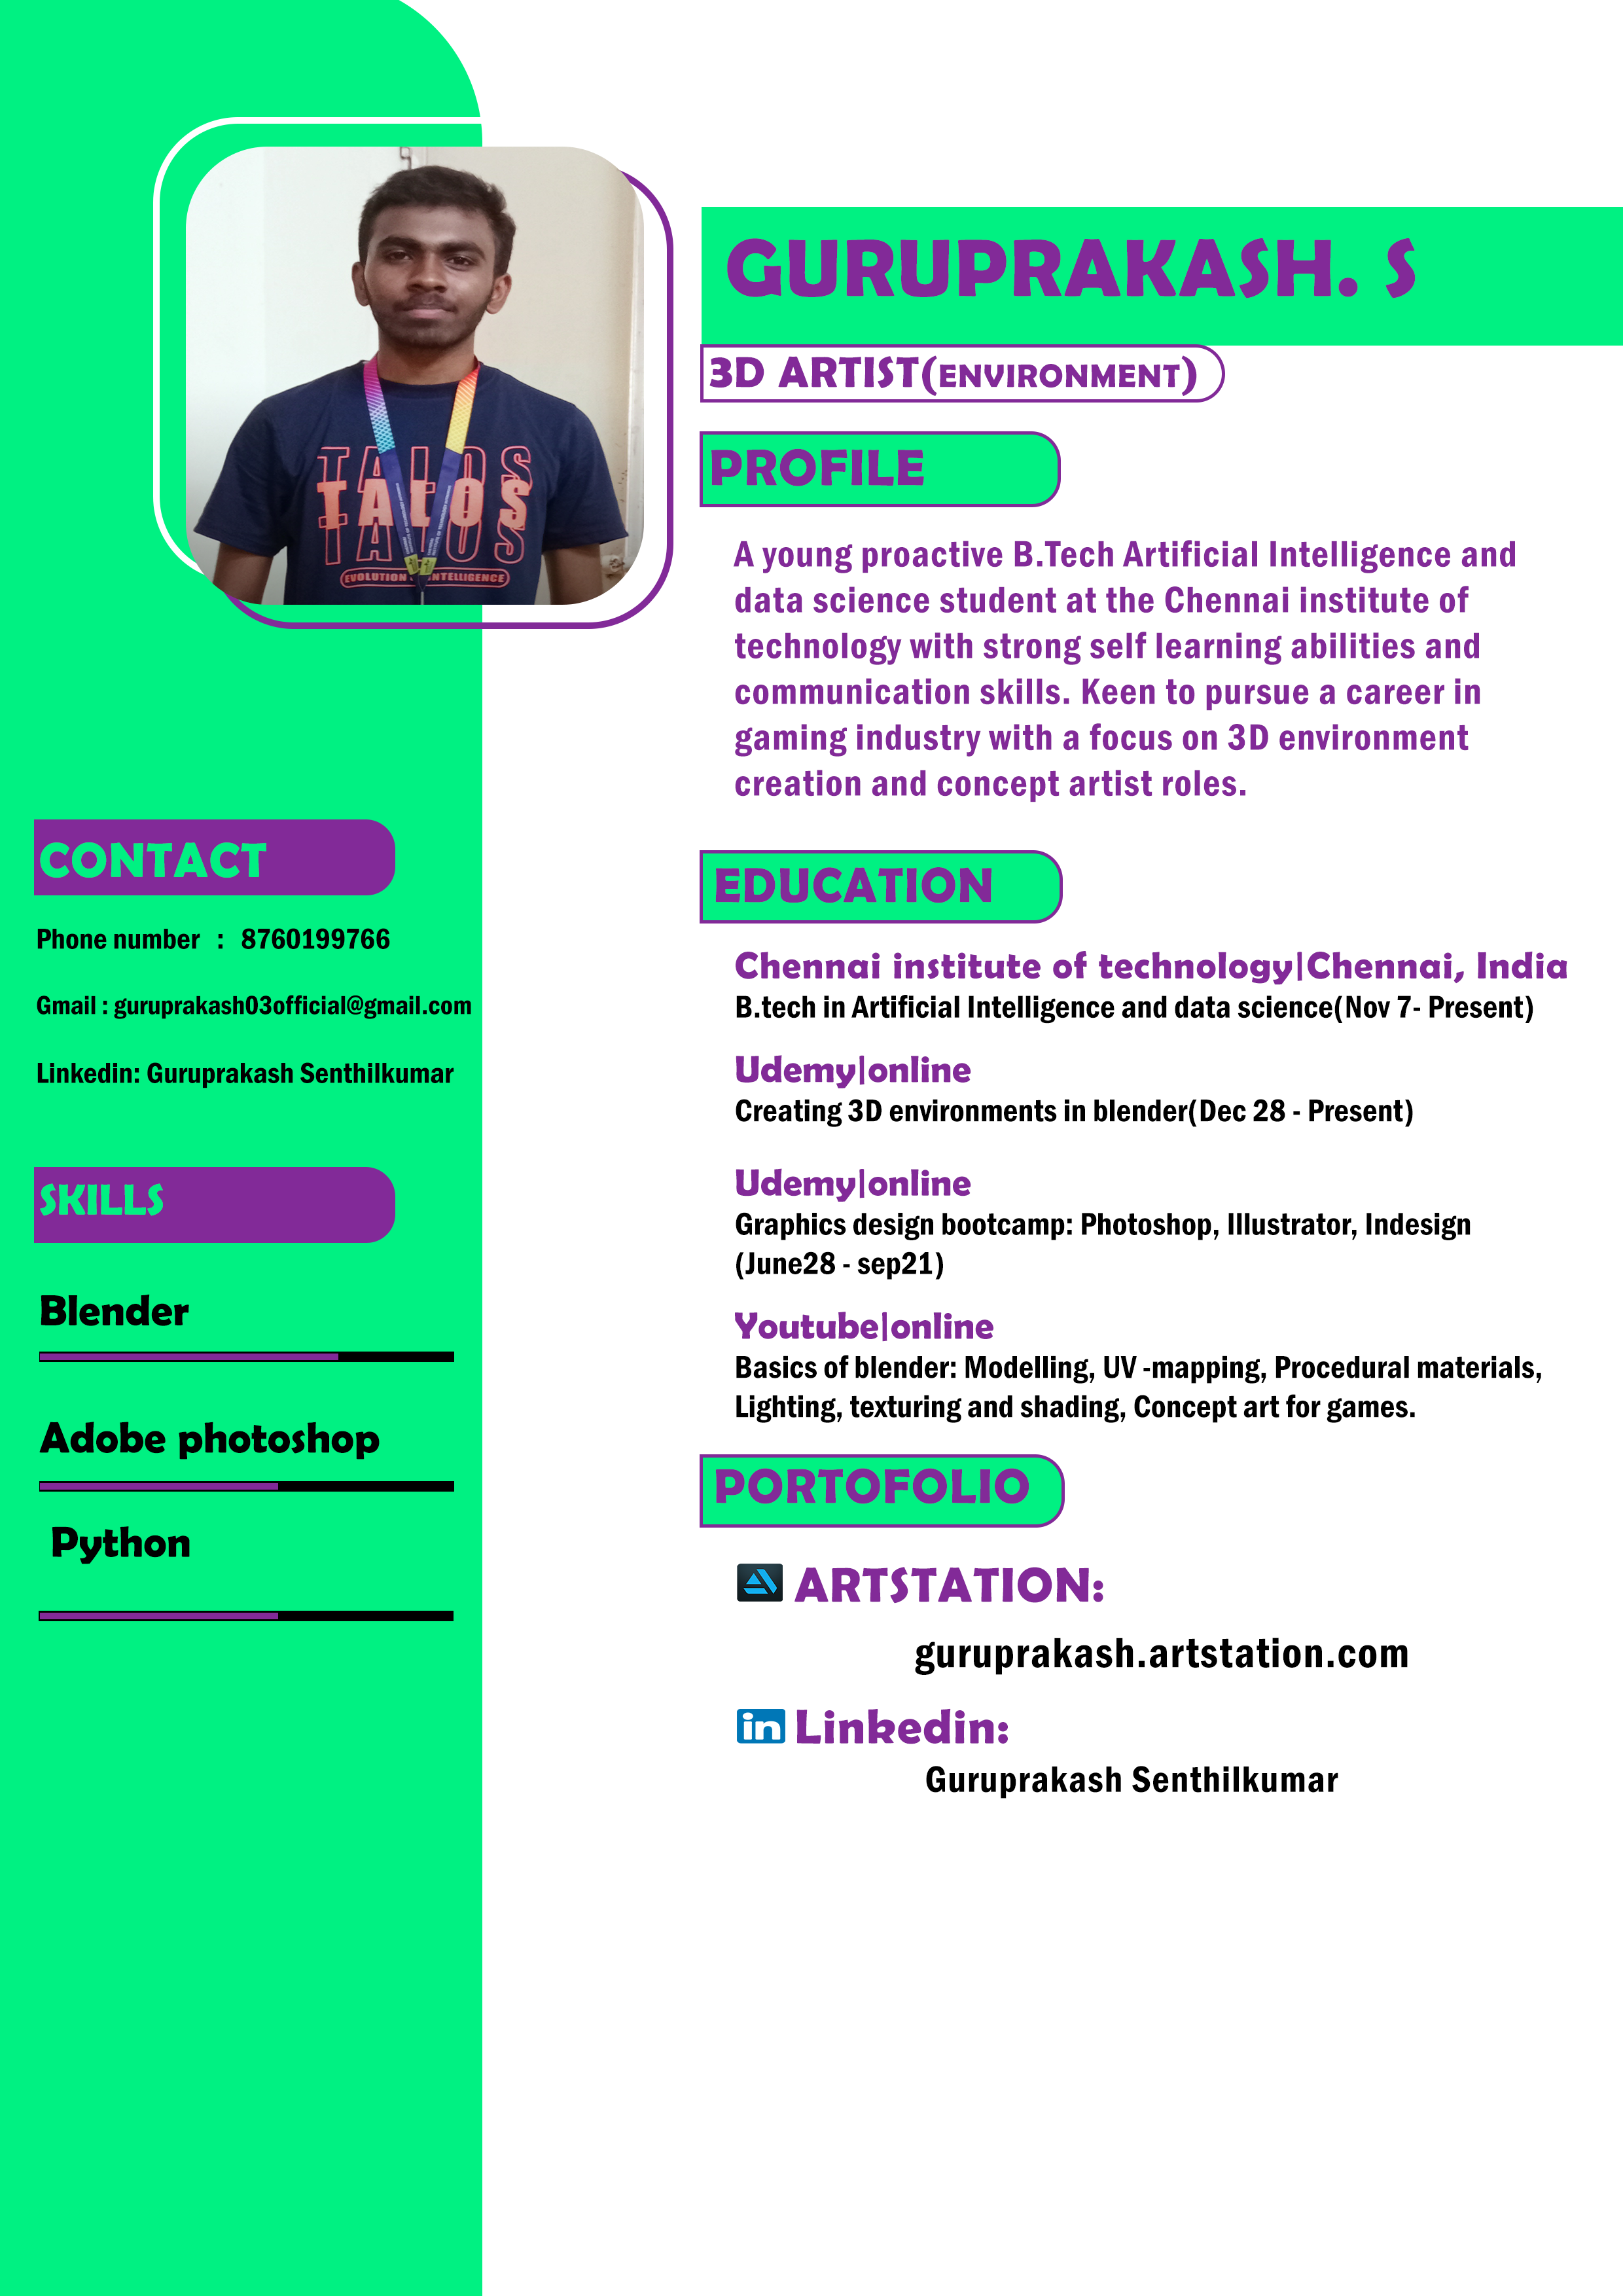 GURUPRAKASH. S
3D ARTIST(ENVIRONMENT)
TALOS
TALOS
TALOS
EVOLUTION INTELLIGENCE
PROFILE
A young proactive B.Tech Artificial Intelligence and
data science student at the Chennai institute of
technology with strong self learning abilities and
communication skills. Keen to pursue a career in
gaming industry with a focus on 3D environment
creation and concept artist roles.
CONTACT
Phone number : 8760199766
Gmail : guruprakash03official@gmail.com
Linkedin: Guruprakash Senthilkumar
SKILLS
Blender
Adobe photoshop
Python
EDUCATION
Chennai institute of technology|Chennai, India
B.tech in Artificial Intelligence and data science(Nov 7- Present)
Udemy|online
Creating 3D environments in blender(Dec 28 - Present)
Udemy|online
Graphics design bootcamp: Photoshop, Illustrator, Indesign
(June28 - sep21)
Youtube|online
Basics of blender: Modelling, UV -mapping, Procedural materials,
Lighting, texturing and shading, Concept art for games.
PORTOFOLIO
ARTSTATION:
guruprakash.artstation.com
in Linkedin:
Guruprakash Senthilkumar